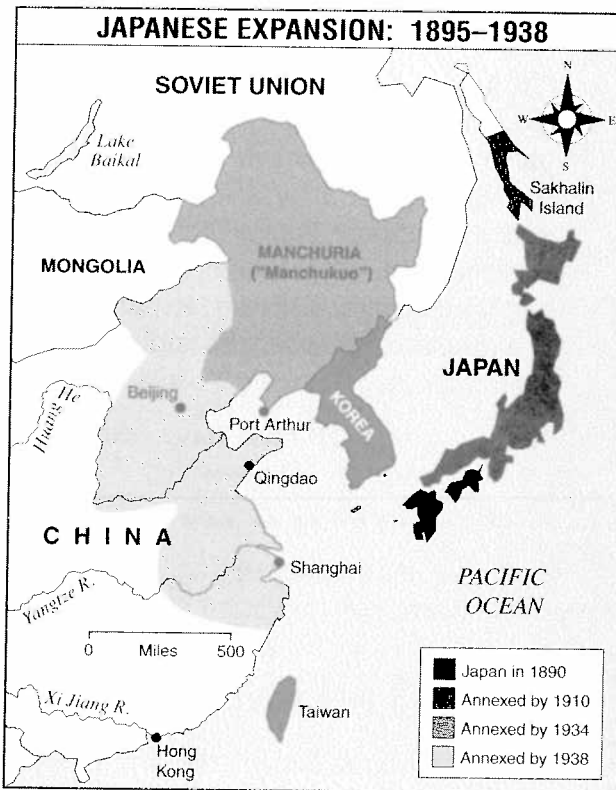 JAPANESE EXPANSION: 1895–1938
SOVIET UNION
N
W
E
S
Lake
Baikal
Sakhalin
Island
MANCHURIA
("Manchukuo")
MONGOLIA
JAPAN
He
Huang
Beijing
Port Arthur
KOREA
Qingdao
CHINA
Shanghai
PACIFIC
OCEAN
Yangtze R.
0 Miles 500
Xi Jiang R.
Taiwan
Hong
Kong
Japan in 1890
Annexed by 1910
Annexed by 1934
Annexed by 1938